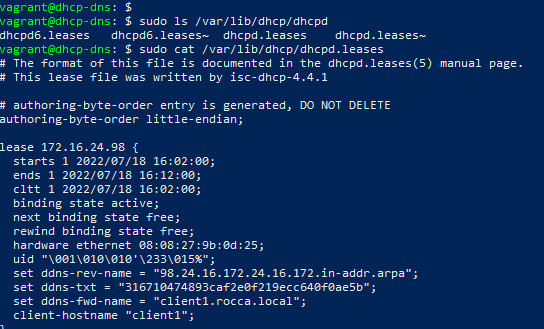 vagrant@dhcp-dns:~$
vagrant@dhcp-dns:~$ sudo ls /var/lib/dhcp/dhcpd
dhcpd6.leases   dhcpd6.leases~  dhcpd.leases    dhcpd.leases~
vagrant@dhcp-dns:~$ sudo cat /var/lib/dhcp/dhcpd.leases
# The format of this file is documented in the dhcpd.leases(5) manual page.
# This lease file was written by isc-dhcp-4.4.1
# authoring-byte-order entry is generated, DO NOT DELETE
authoring-byte-order little-endian;
lease 172.16.24.98 {
  starts 1 2022/07/18 16:02:00;
  ends 1 2022/07/18 16:12:00;
  cltt 1 2022/07/18 16:02:00;
  binding state active;
  next binding state free;
  rewind binding state free;
  hardware ethernet 08:08:27:9b:0d:25;
  uid "\001\010\010'\233\015%";
  set ddns-rev-name = "98.24.16.172.24.16.172.in-addr.arpa";
  set ddns-txt = "316710474893caf2e0f219ecc640f0ae5b";
  set ddns-fwd-name = "client1.rocca.local";
  client-hostname "client1";